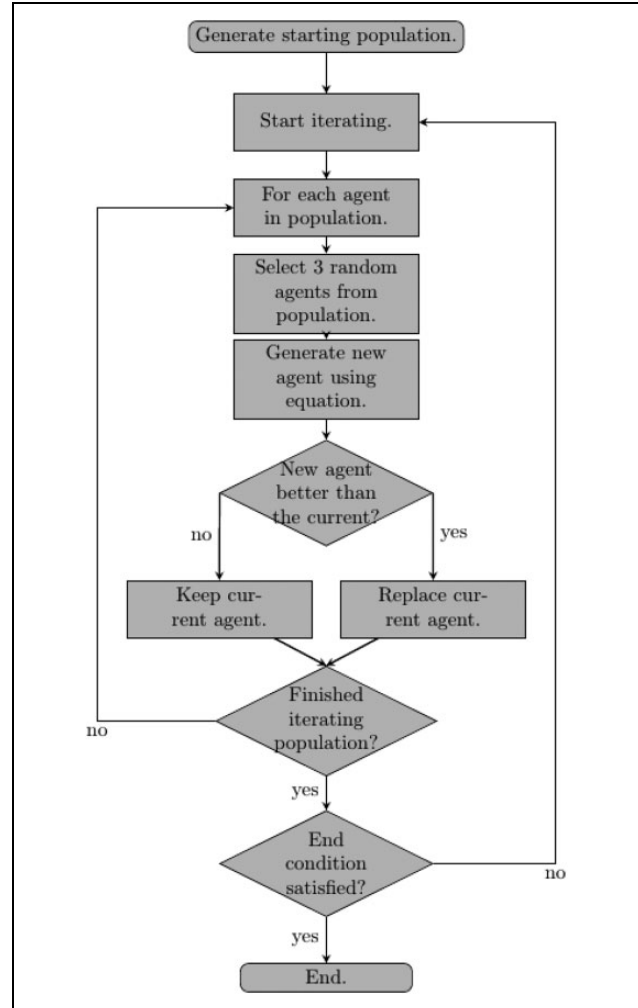 Generate starting population.
Start iterating.
For each agent
in population.
Select 3 random
agents from
population.
Generate new
agent using
equation.
New agent
better than
the current?
no
yes
Keep cur-
rent agent.
Replace cur-
rent agent.
Finished
iterating
population?
no
yes
End
condition
satisfied?
no
yes
End.